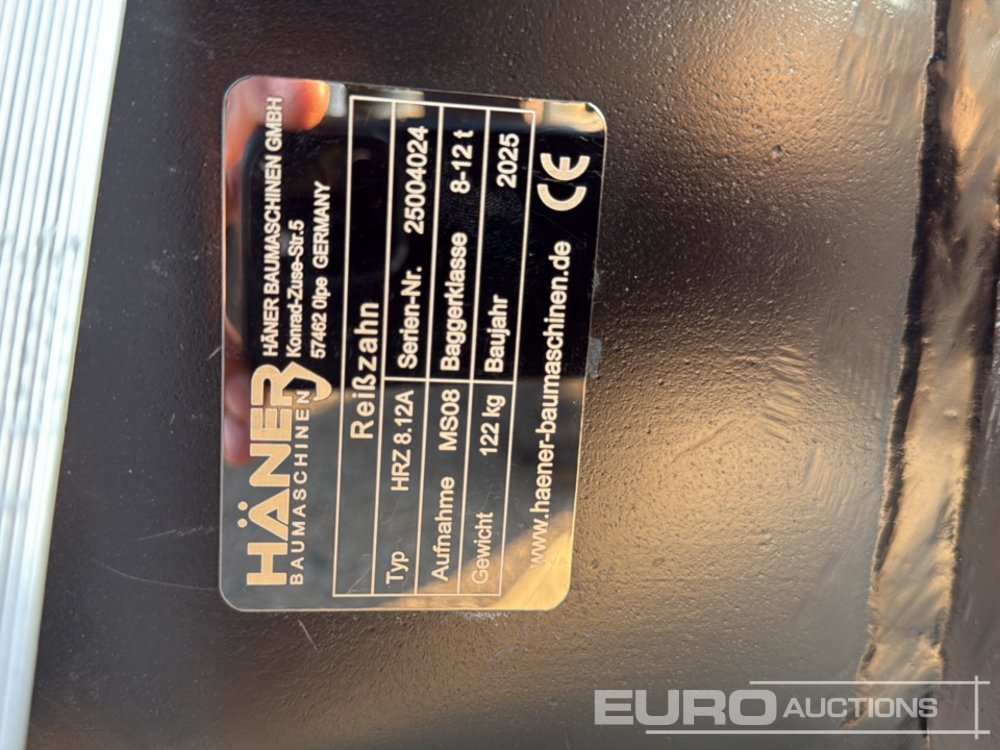 HÄNER
BAUMASCHINEN
HÄNER BAUMASCHINEN GMBH
Konrad-Zuse-Str.5
57462 Olpe GERMANY
Reißzahn
Typ HRZ 8.12A Serien-Nr. 25004024
Aufnahme MS08 Baggerklasse 8-12 t
Gewicht 122 kg Baujahr 2025
www.haener-baumaschinen.de CE
EURO AUCTIONS